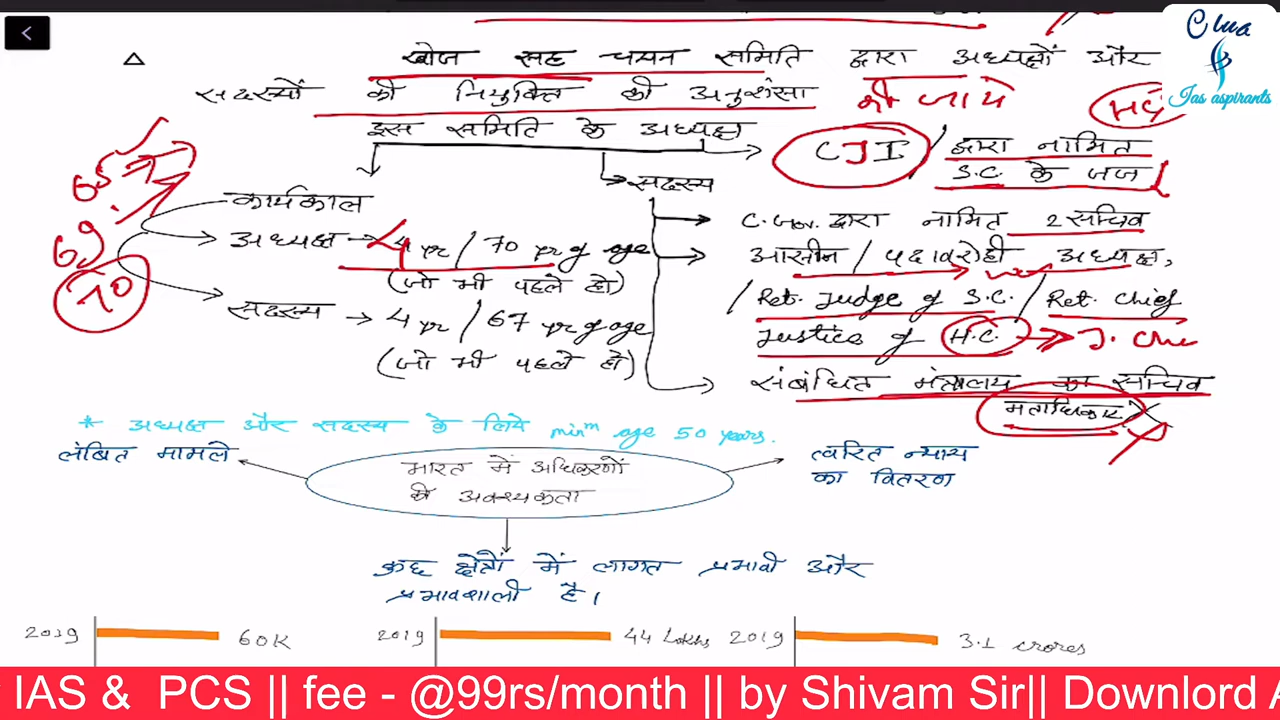 Clua
Ias aspirants
खोज सह चयन समिति द्वारा अध्यक्षों और
सदस्यों की नियुक्ति की अनुशंसा की जाये
इस समिति के अध्यक्ष
CJI / द्वारा नामित
S.C. के जज
65
69
70
कार्यकाल
अध्यक्ष → 4 yr / 70 yr of age
(जो भी पहले हो)
सदस्य → 4 yr / 67 yr of age
(जो भी पहले हो)
सदस्य
C. Gov. द्वारा नामित 2 सचिव
आसीन / पदावरोही अध्यक्ष,
/ Ret. Judge of S.C. / Ret. Chief
Justice of H.C.
संबंधित मंत्रालय का सचिव
मताधिकार X
* अध्यक्ष और सदस्य के लिये minm age 50 years.
लंबित मामले
भारत में अधिकरणों
की अवश्यकता
त्वरित न्याय
का वितरण
कुछ क्षेत्रों में लागत प्रभावी और
प्रभावशाली है।
2019 60K
2019 44 Lakhs
2019 3.1 crores
IAS & PCS || fee - @99rs/month || by Shivam Sir|| Downlord A